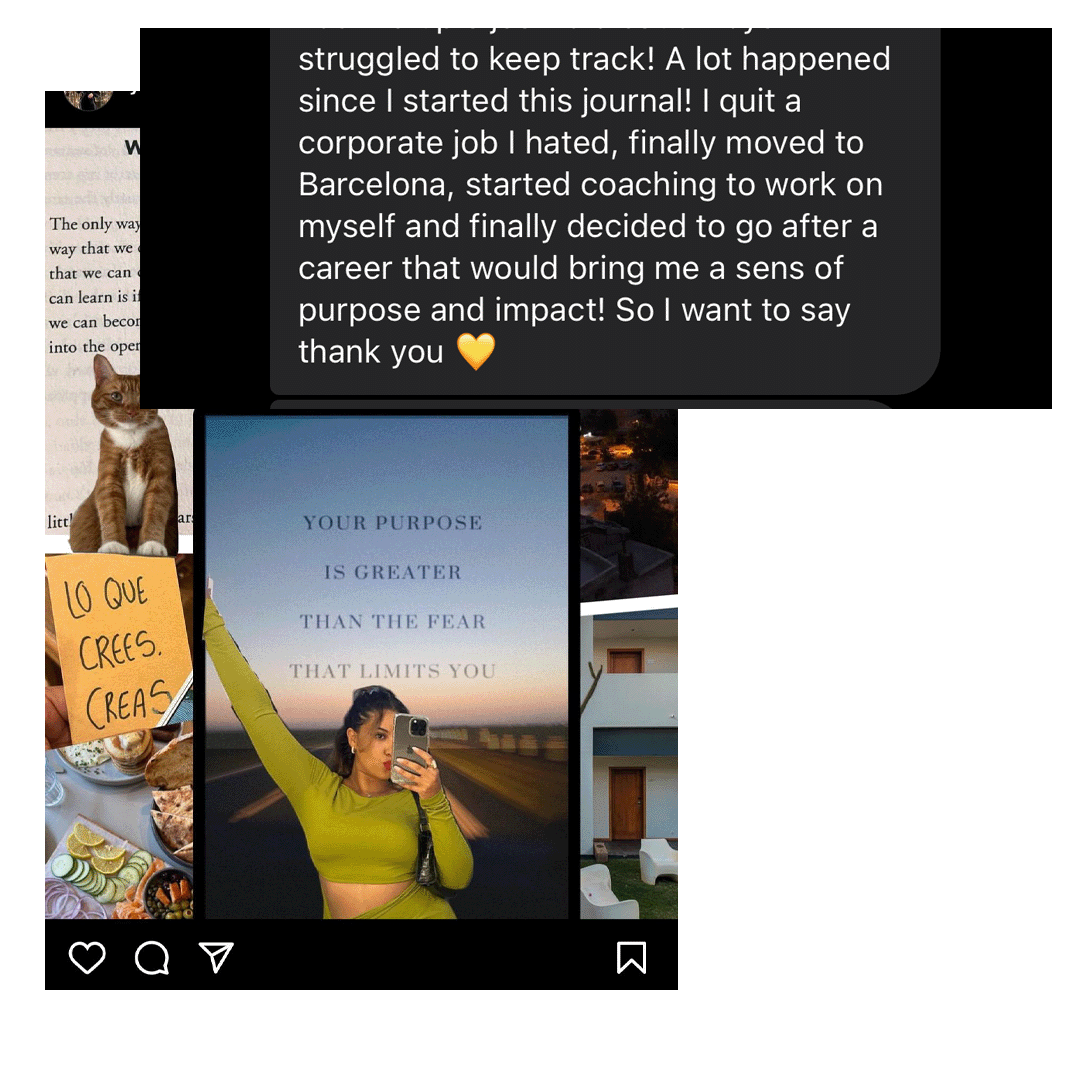 struggled to keep track! A lot happened
since I started this journal! I quit a
corporate job I hated, finally moved to
Barcelona, started coaching to work on
myself and finally decided to go after a
career that would bring me a sens of
purpose and impact! So I want to say
thank you 💛
The only way
way that we
that we can
can learn is
we can
into the
LO QUE
CREES.
CREAS
YOUR PURPOSE
IS GREATER
THAN THE FEAR
THAT LIMITS YOU